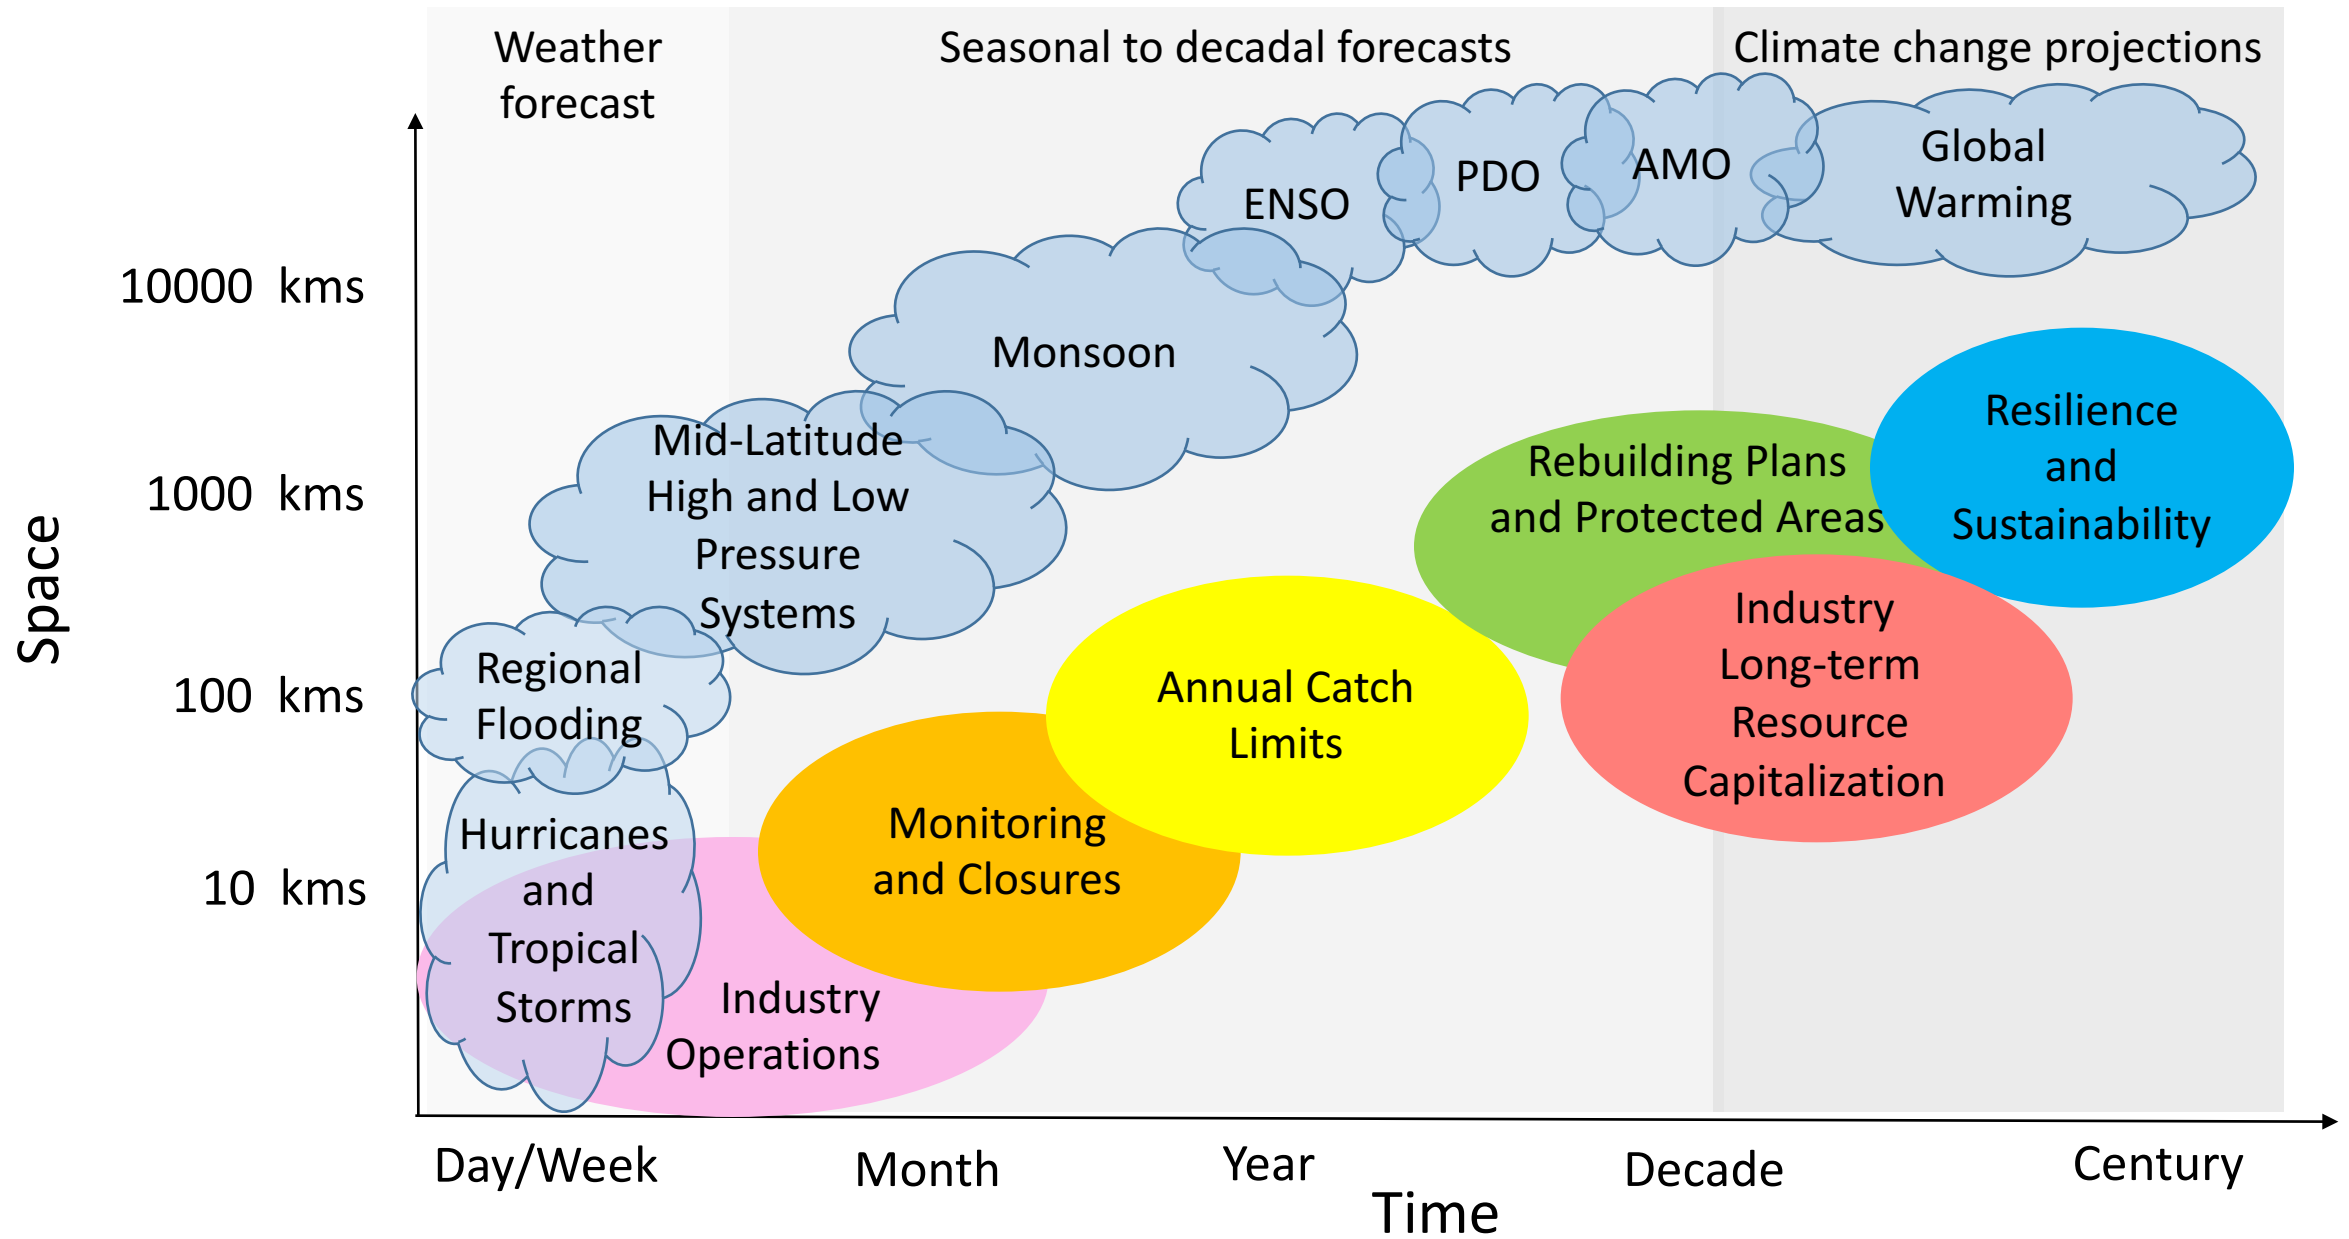 Weather
forecast
Seasonal to decadal forecasts
Climate change projections
Global
Warming
AMO
PDO
ENSO
10000 kms
Monsoon
Resilience
and
Sustainability
Mid-Latitude
High and Low
Pressure
Systems
Rebuilding Plans
and Protected Areas
1000 kms
Space
Industry
Long-term
Resource
Capitalization
Regional
Flooding
100 kms
Annual Catch
Limits
Monitoring
and Closures
Hurricanes
and
Tropical
Storms
10 kms
Industry
Operations
Day/Week
Month
Year
Decade
Century
Time